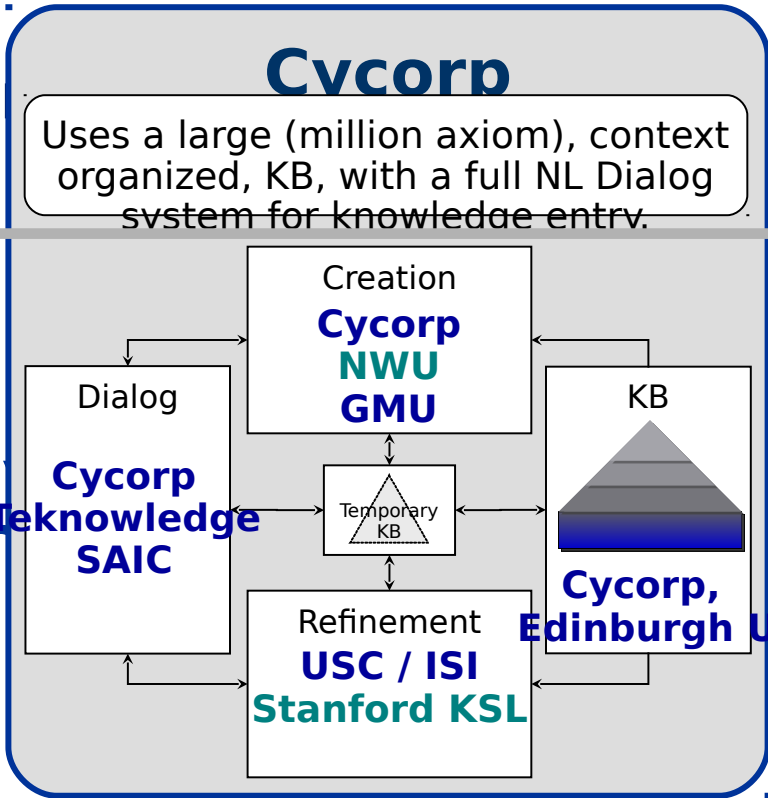 Cycorp
Uses a large (million axiom), context
organized, KB, with a full NL Dialog
system for knowledge entry.
Creation
Cycorp
NWU
GMU
Dialog
Cycorp
Teknowledge
SAIC
Temporary
KB
KB
Cycorp,
Edinburgh U
Refinement
USC / ISI
Stanford KSL